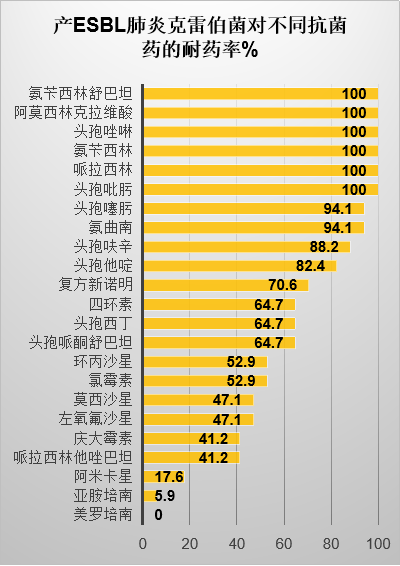 产ESBL肺炎克雷伯菌对不同抗菌
药的耐药率%
氨苄西林舒巴坦 100
阿莫西林克拉维酸 100
头孢唑啉 100
氨苄西林 100
哌拉西林 100
头孢吡肟 100
头孢噻肟 94.1
氨曲南 94.1
头孢呋辛 88.2
头孢他啶 82.4
复方新诺明 70.6
四环素 64.7
头孢西丁 64.7
头孢哌酮舒巴坦 64.7
环丙沙星 52.9
氯霉素 52.9
莫西沙星 47.1
左氧氟沙星 47.1
庆大霉素 41.2
哌拉西林他唑巴坦 41.2
阿米卡星 17.6
亚胺培南 5.9
美罗培南 0
0 20 40 60 80 100